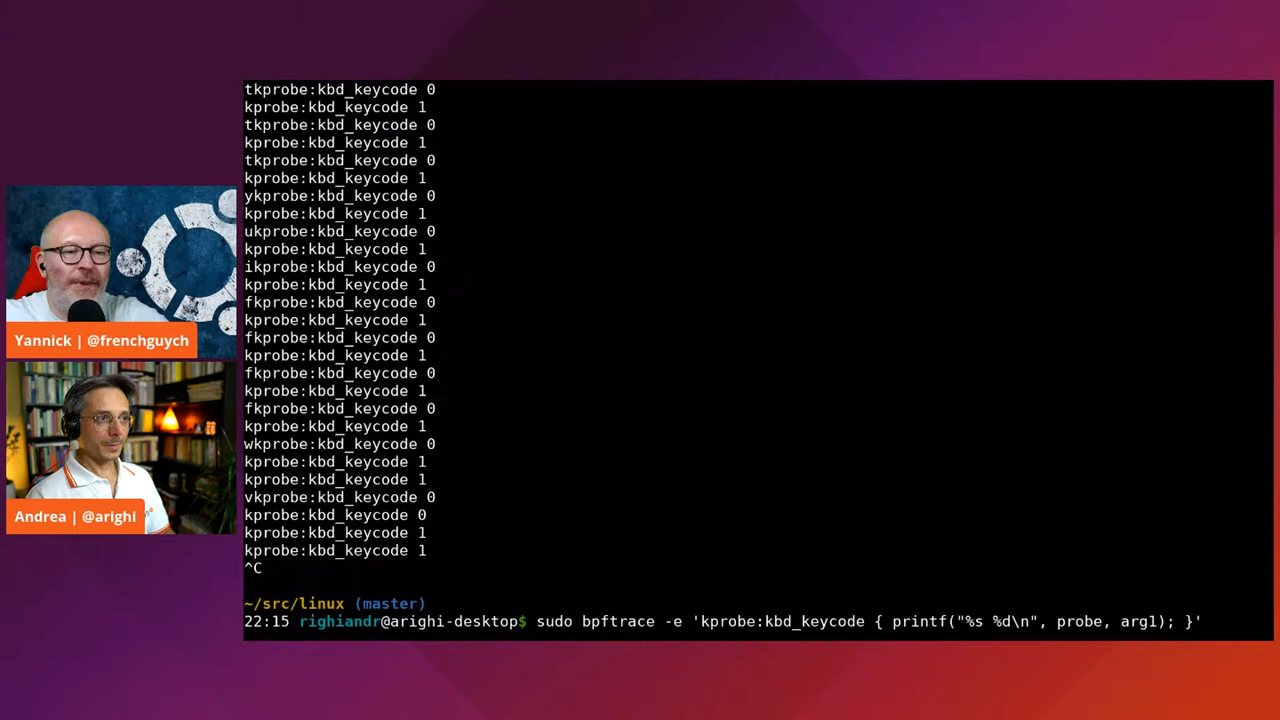 tkprobe:kbd_keycode 0
kprobe:kbd_keycode 1
tkprobe:kbd_keycode 0
kprobe:kbd_keycode 1
tkprobe:kbd_keycode 0
kprobe:kbd_keycode 1
ykprobe:kbd_keycode 0
kprobe:kbd_keycode 1
ukprobe:kbd_keycode 0
kprobe:kbd_keycode 1
ikprobe:kbd_keycode 0
kprobe:kbd_keycode 1
fkprobe:kbd_keycode 0
kprobe:kbd_keycode 1
fkprobe:kbd_keycode 0
kprobe:kbd_keycode 1
fkprobe:kbd_keycode 0
kprobe:kbd_keycode 1
fkprobe:kbd_keycode 0
kprobe:kbd_keycode 1
wkprobe:kbd_keycode 0
kprobe:kbd_keycode 1
kprobe:kbd_keycode 1
vkprobe:kbd_keycode 0
kprobe:kbd_keycode 0
kprobe:kbd_keycode 1
kprobe:kbd_keycode 1
^C
~/src/linux (master)
22:15 righiandr@arighi-desktop$ sudo bpftrace -e 'kprobe:kbd_keycode { printf("%s %d\n", probe, arg1); }'
Yannick | @frenchguych
Andrea | @arighi